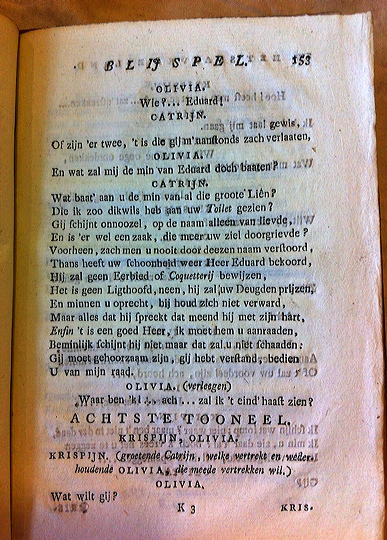 BLIJSPEL. 153
OLIVIA.
Wie?... Eduard!
CATRIJN.
gewis,
Of zijn 'er twee, 't is die gij m' naustonds zach verlaaten,
OLIVIA.
En wat zal mij de min van Eduard doch baaten?
CATRIJN.
Wat baat aan u de min van al die groote Liên?
Die ik zoo dikwils heb aan uw Toilet gezien?
Gij schijnt onnoozel, op de naam alleen van lievde,
En is 'er wel een zaak, die meer uw ziel doorgrievde?
Voorheen, zach men u nooit door deezen naam verstoord,
Thans heeft uw schoonheid weer Heer Eduard bekoord,
Hij zal geen Eerbied of Coquetterij bewijzen,
Het is geen Ligthoofd, neen, hij zal uw Deugden prijzen,
En minnen u oprecht, bij houd zich niet verward,
Maar alles dat hij spreekt dat meend hij met zijn hart,
Enfin 't is een goed Heer, ik moet hem u aanraaden,
Beminlijk schijnt hij niet maar dat zal u niet schaaden:
Gij moet gehoorzaam zijn, gij hebt verstand, bedien
U van mijn raad.
OLIVIA. (verleegen)
Waar ben 'k! ... ach ... zal ik 't eind' haast zien?
ACHTSTE TOONEEL.
KRISPIJN, OLIVIA,
KRISPIJN. (groetende Catrijn, welke vertrekt en weder-
houdende OLIVIA, die meede vertrekken wil.)
OLIVIA,
Wat wilt gij?
K 3 KRIS.